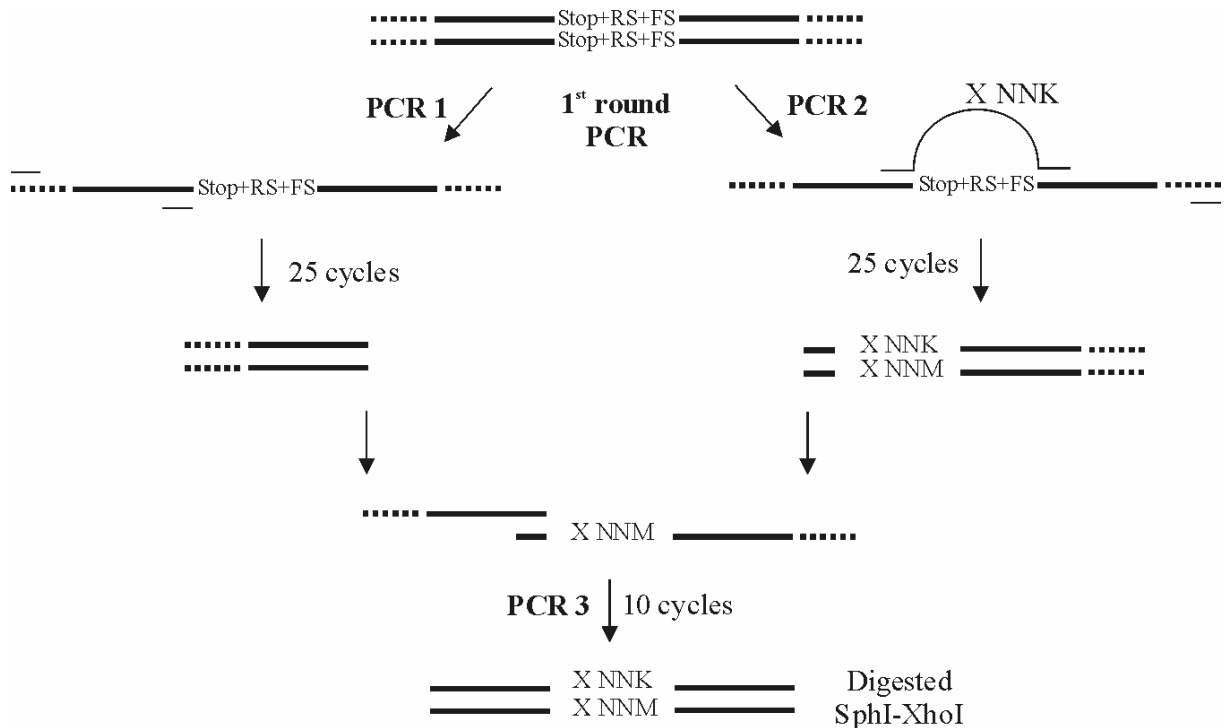 Stop+RS+FS
Stop+RS+FS
PCR 1
1st round
PCR
PCR 2
X NNK
Stop+RS+FS
Stop+RS+FS
25 cycles
25 cycles
X NNK
X NNM
X NNM
PCR 3
10 cycles
X NNK
X NNM
Digested
SphI-XhoI